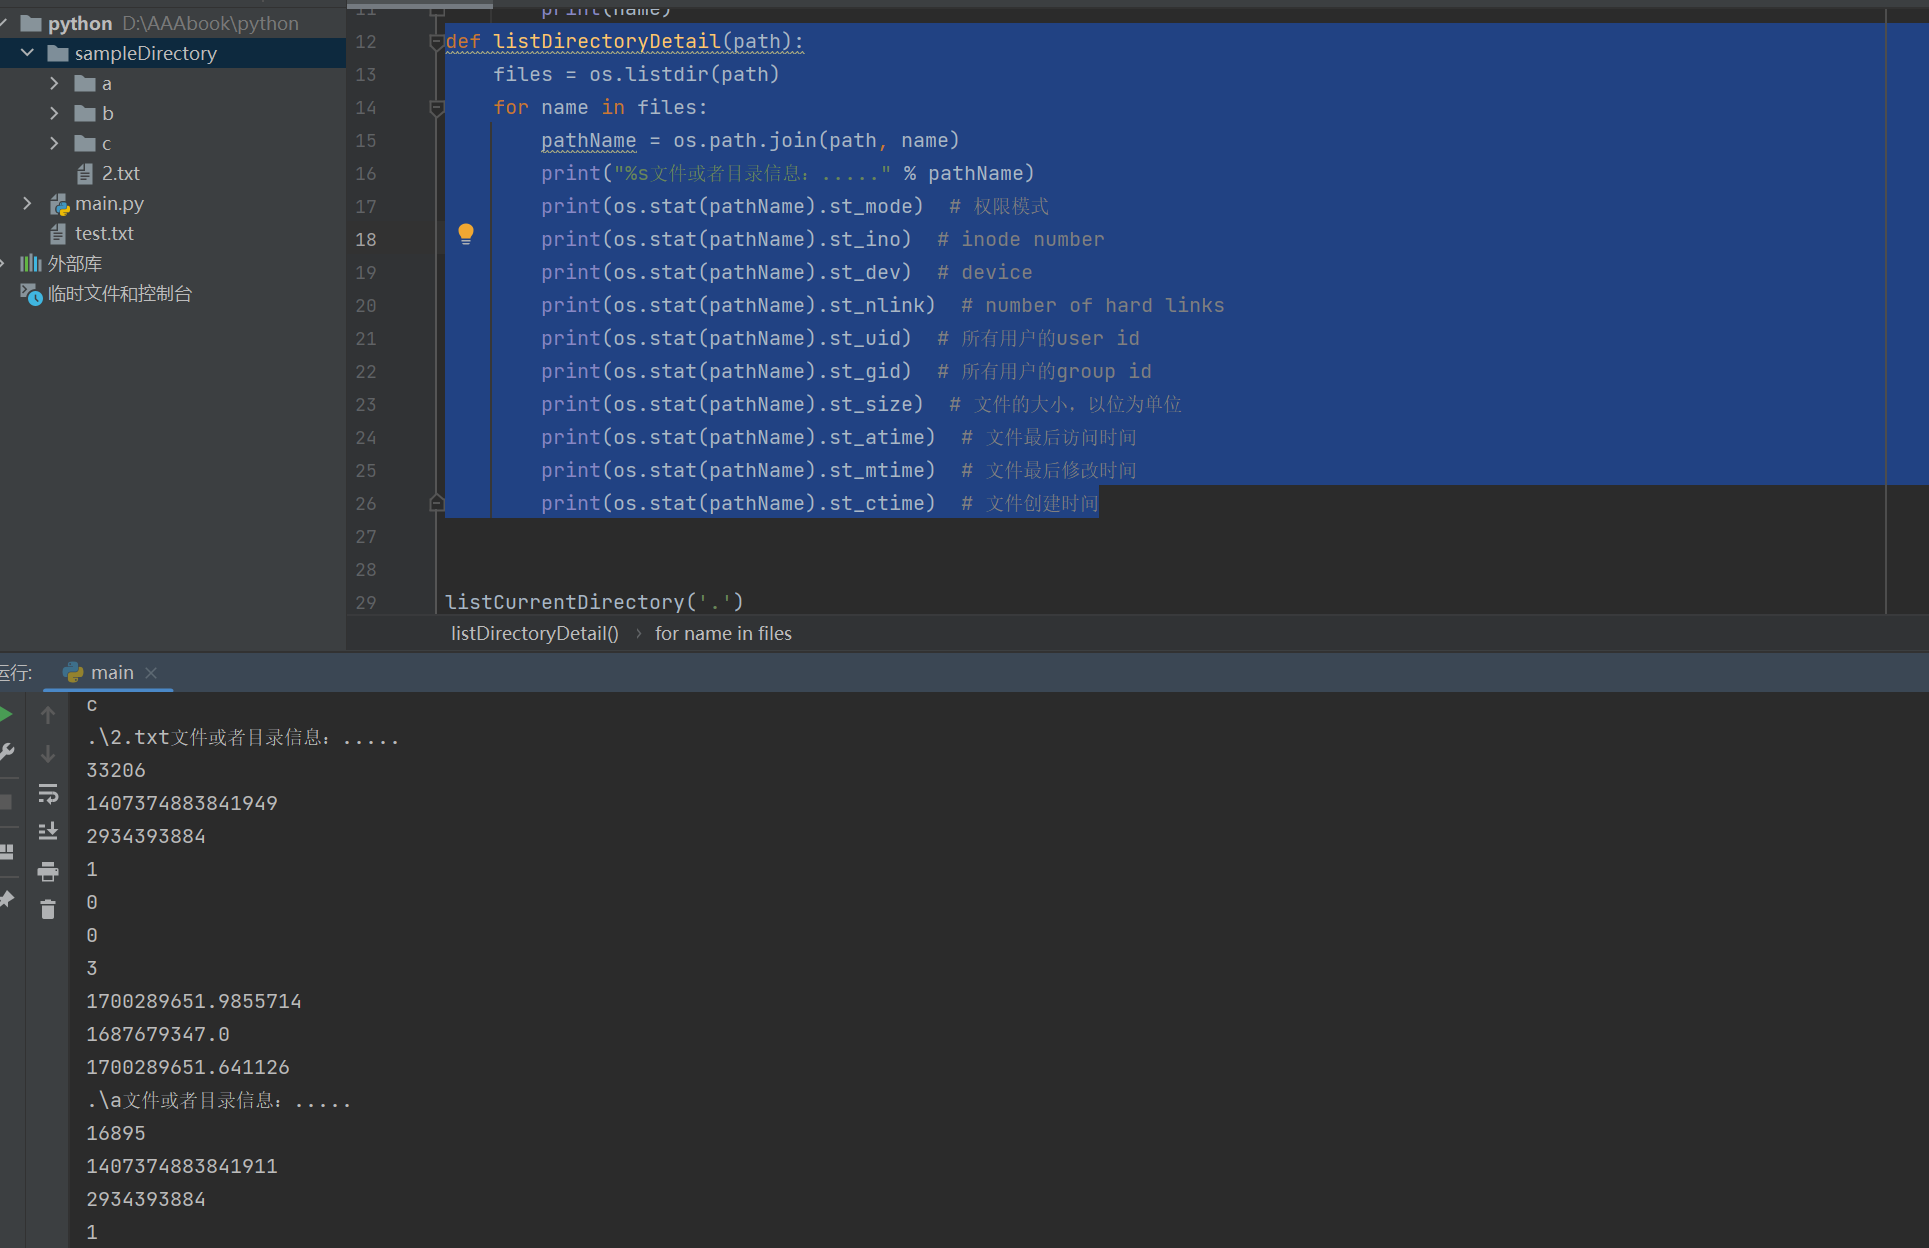 python D:\AAAbook\python
sampleDirectory
a
b
c
2.txt
main.py
test.txt
外部库
临时文件和控制台
11 print(name)
12 def listDirectoryDetail(path):
13 files = os.listdir(path)
14 for name in files:
15 pathName = os.path.join(path, name)
16 print("%s文件或者目录信息: ....." % pathName)
17 print(os.stat(pathName).st_mode) # 权限模式
18 print(os.stat(pathName).st_ino) # inode number
19 print(os.stat(pathName).st_dev) # device
20 print(os.stat(pathName).st_nlink) # number of hard links
21 print(os.stat(pathName).st_uid) # 所有用户的user id
22 print(os.stat(pathName).st_gid) # 所有用户的group id
23 print(os.stat(pathName).st_size) # 文件的大小，以位为单位
24 print(os.stat(pathName).st_atime) # 文件最后访问时间
25 print(os.stat(pathName).st_mtime) # 文件最后修改时间
26 print(os.stat(pathName).st_ctime) # 文件创建时间
27
28
29 listCurrentDirectory('.')
listDirectoryDetail() › for name in files
运行: main
c
.\2.txt文件或者目录信息: .....
33206
1407374883841949
2934393884
1
0
0
3
1700289651.9855714
1687679347.0
1700289651.641126
.\a文件或者目录信息: .....
16895
1407374883841911
2934393884
1